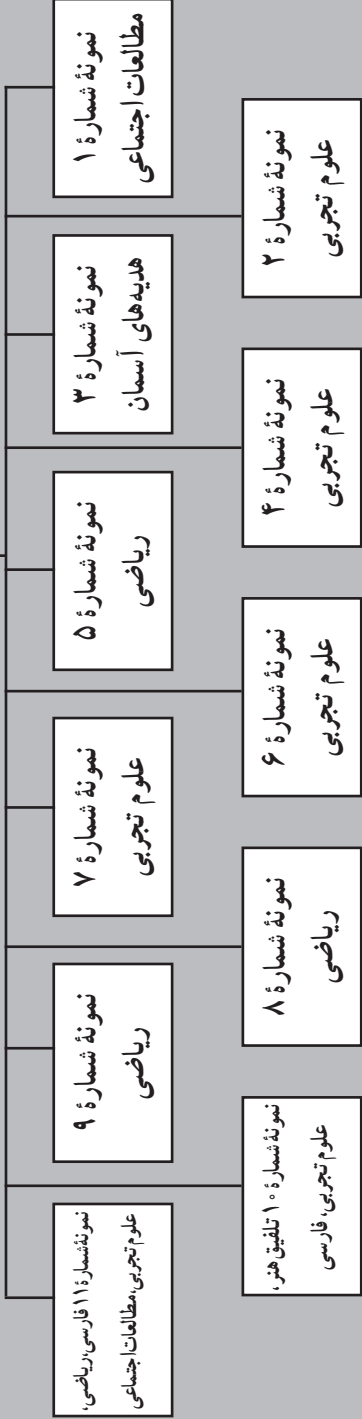 نمونهٔ شمارهٔ ۱
مطالعات اجتماعی
نمونهٔ شمارهٔ ۲
علوم تجربی
نمونهٔ شمارهٔ ۳
هدیه‌های آسمان
نمونهٔ شمارهٔ ۴
علوم تجربی
نمونهٔ شمارهٔ ۵
ریاضی
نمونهٔ شمارهٔ ۶
علوم تجربی
نمونهٔ شمارهٔ ۷
علوم تجربی
نمونهٔ شمارهٔ ۸
ریاضی
نمونهٔ شمارهٔ ۹
ریاضی
نمونهٔ شمارهٔ ۱۰ تلفیق هنر،
علوم تجربی، فارسی
نمونهٔ شمارهٔ ۱۱ فارسی، ریاضی،
علوم تجربی، مطالعات اجتماعی